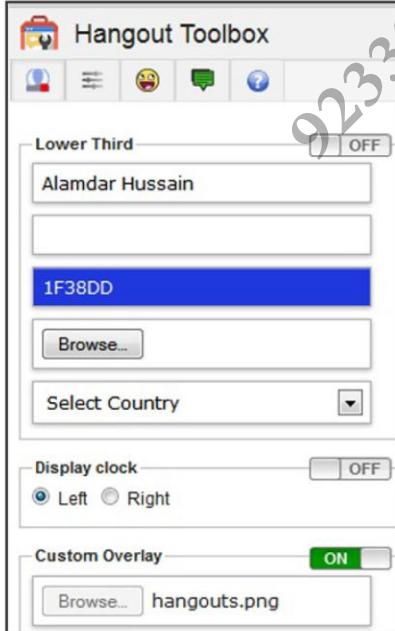 Hangout Toolbox
9233
Lower Third
OFF
Alamdar Hussain
1F38DD
Browse...
Select Country
Display clock
OFF
Left Right
Custom Overlay
ON
Browse... hangouts.png